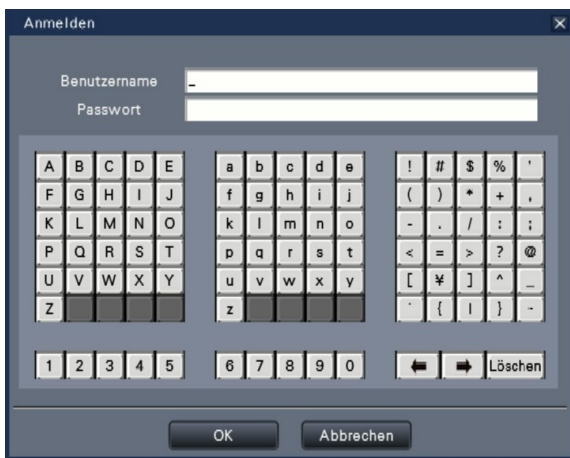 Anmelden
Benutzername _
Passwort
A B C D E a b c d e ! # $ % '
F G H I J f g h i j ( ) * + ,
K L M N O k l m n o - . / : ;
P Q R S T p q r s t < = > ? @
U V W X Y u v w x y [ ¥ ] ^ _
Z z ` { | } ~
1 2 3 4 5 6 7 8 9 0 Löschen
OK Abbrechen